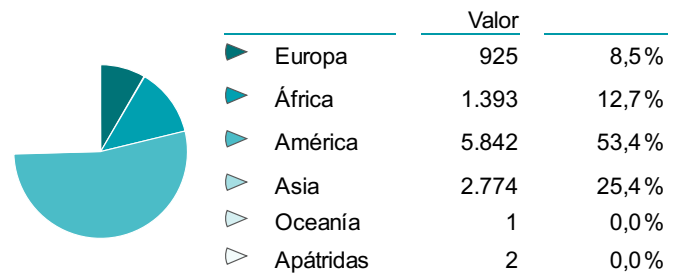 Valor
Europa 925 8,5%
África 1.393 12,7%
América 5.842 53,4%
Asia 2.774 25,4%
Oceanía 1 0,0%
Apátridas 2 0,0%